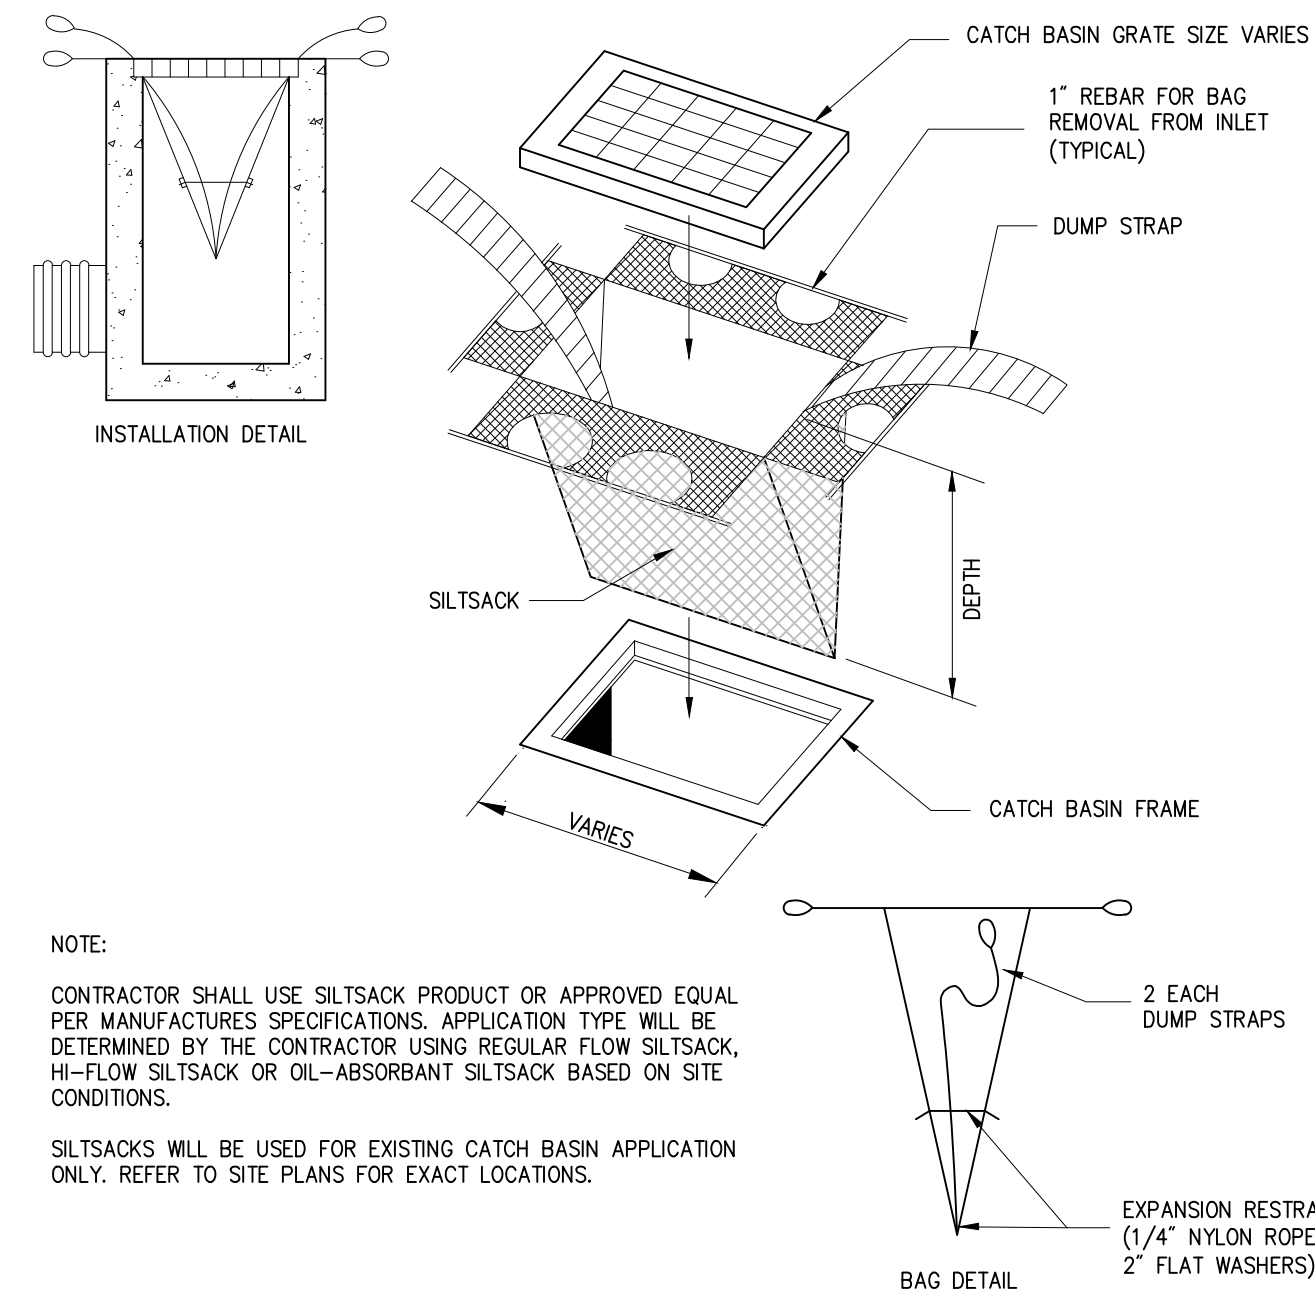 CATCH BASIN GRATE SIZE VARIES
1" REBAR FOR BAG
REMOVAL FROM INLET
(TYPICAL)
DUMP STRAP
INSTALLATION DETAIL
SILTSACK
DEPTH
CATCH BASIN FRAME
VARIES
NOTE:
CONTRACTOR SHALL USE SILTSACK PRODUCT OR APPROVED EQUAL
PER MANUFACTURES SPECIFICATIONS. APPLICATION TYPE WILL BE
DETERMINED BY THE CONTRACTOR USING REGULAR FLOW SILTSACK,
HI-FLOW SILTSACK OR OIL-ABSORBANT SILTSACK BASED ON SITE
CONDITIONS.
SILTSACKS WILL BE USED FOR EXISTING CATCH BASIN APPLICATION
ONLY. REFER TO SITE PLANS FOR EXACT LOCATIONS.
2 EACH
DUMP STRAPS
EXPANSION
(1/4" NYLON ROPE
2" FLAT WASHERS)
BAG DETAIL